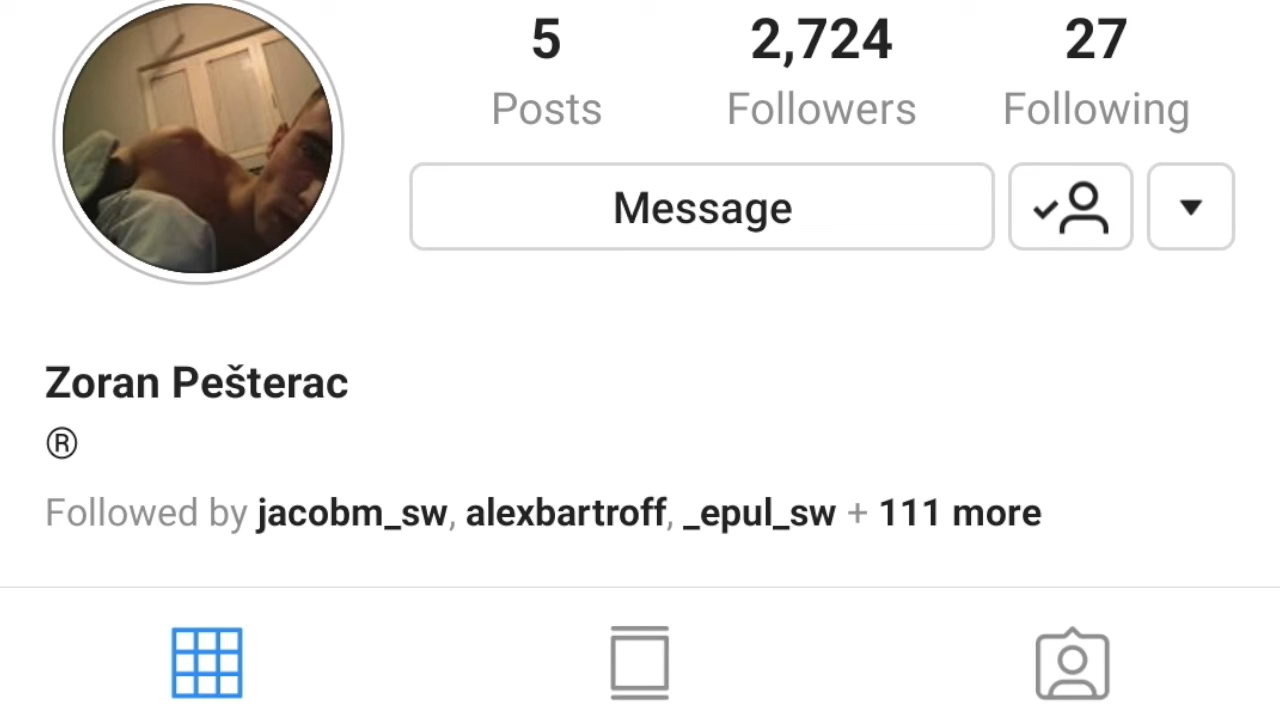 5 2,724 27
Posts Followers Following
Message
Zoran Pešterac
®
Followed by jacobm_sw, alexbartroff, _epul_sw + 111 more